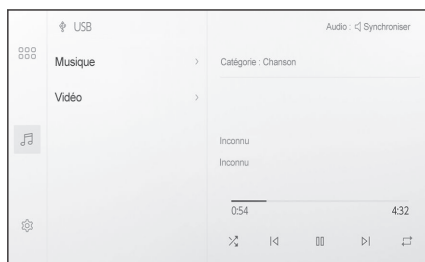 USB
Audio : Synchroniser
Musique
Catégorie : Chanson
Vidéo
Inconnu
Inconnu
0:54
4:32